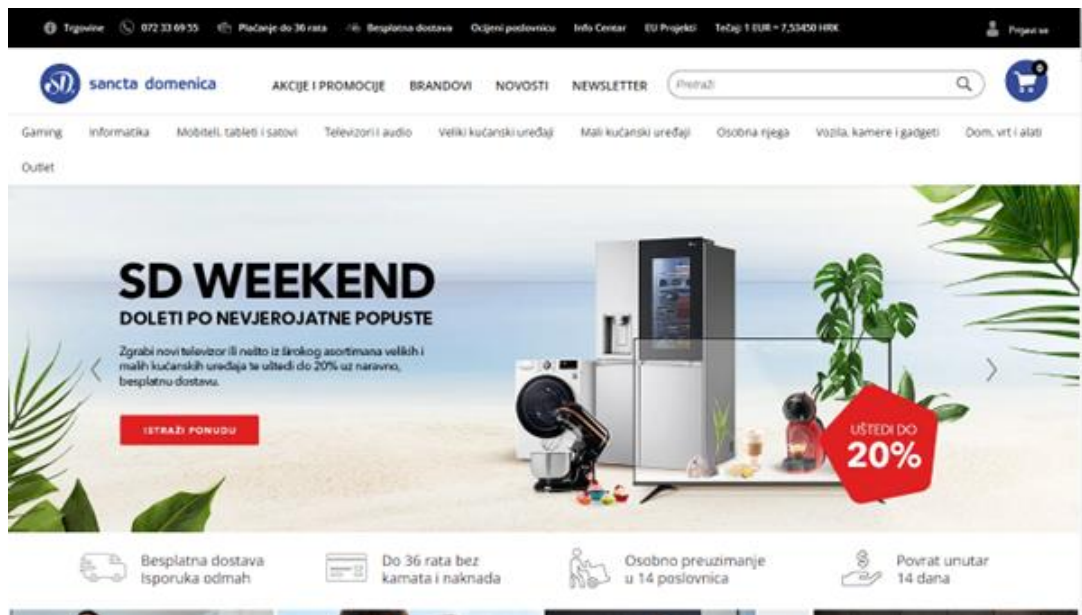 Trgovine 072 33 69 55 Plaćanje do 36 rata Besplatna dostava Ocijeni poslovnicu Info Centar EU Projekti Tečaj: 1 EUR = 7,53450 HRK Prijavi se
SD. sancta domenica AKCIJE I PROMOCIJE BRANDOVI NOVOSTI NEWSLETTER Pretraži 0
Gaming Informatika Mobiteli, tableti i satovi Televizori i audio Veliki kućanski uređaji Mali kućanski uređaji Osobna njega Vozila, kamere i gadgeti Dom, vrt i alati
Outlet
SD WEEKEND
DOLETI PO NEVJEROJATNE POPUSTE
Zgrabi novi televizor ili nešto iz širokog asortimana velikih i
malih kućanskih uređaja te uštedi do 20% uz naravno,
besplatnu dostavu.
ISTRAŽI PONUDU
UŠTEDI DO
20%
Besplatna dostava
Isporuka odmah
Do 36 rata bez
kamata i naknada
Osobno preuzimanje
u 14 poslovnica
Povrat unutar
14 dana